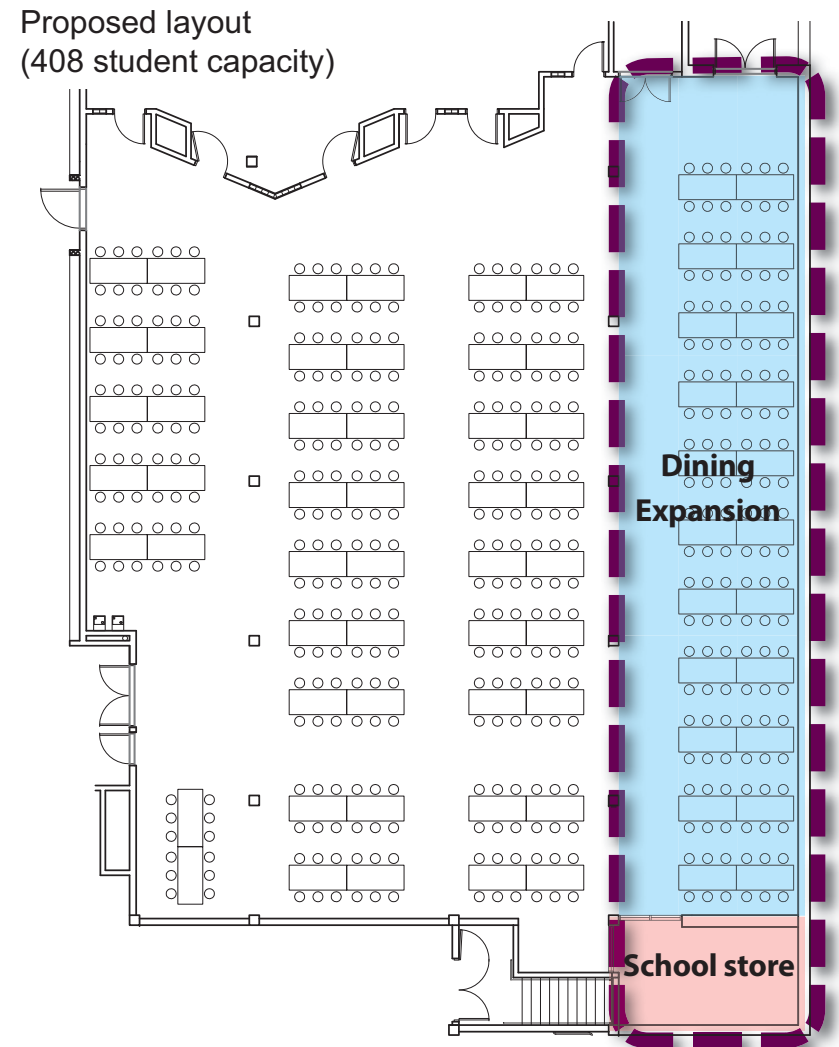 Proposed layout
(408 student capacity)
Dining
Expansion
School store